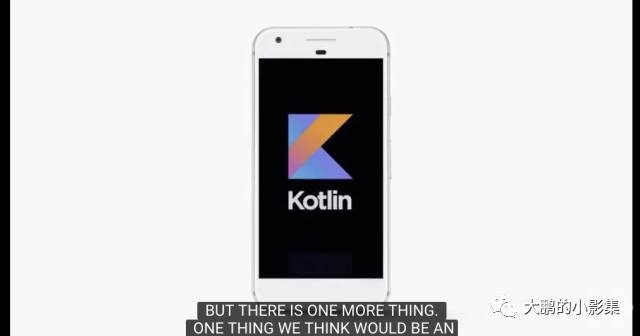 Kotlin
BUT THERE IS ONE MORE THING.
ONE THING WE THINK WOULD BE AN
大鹏的小影集